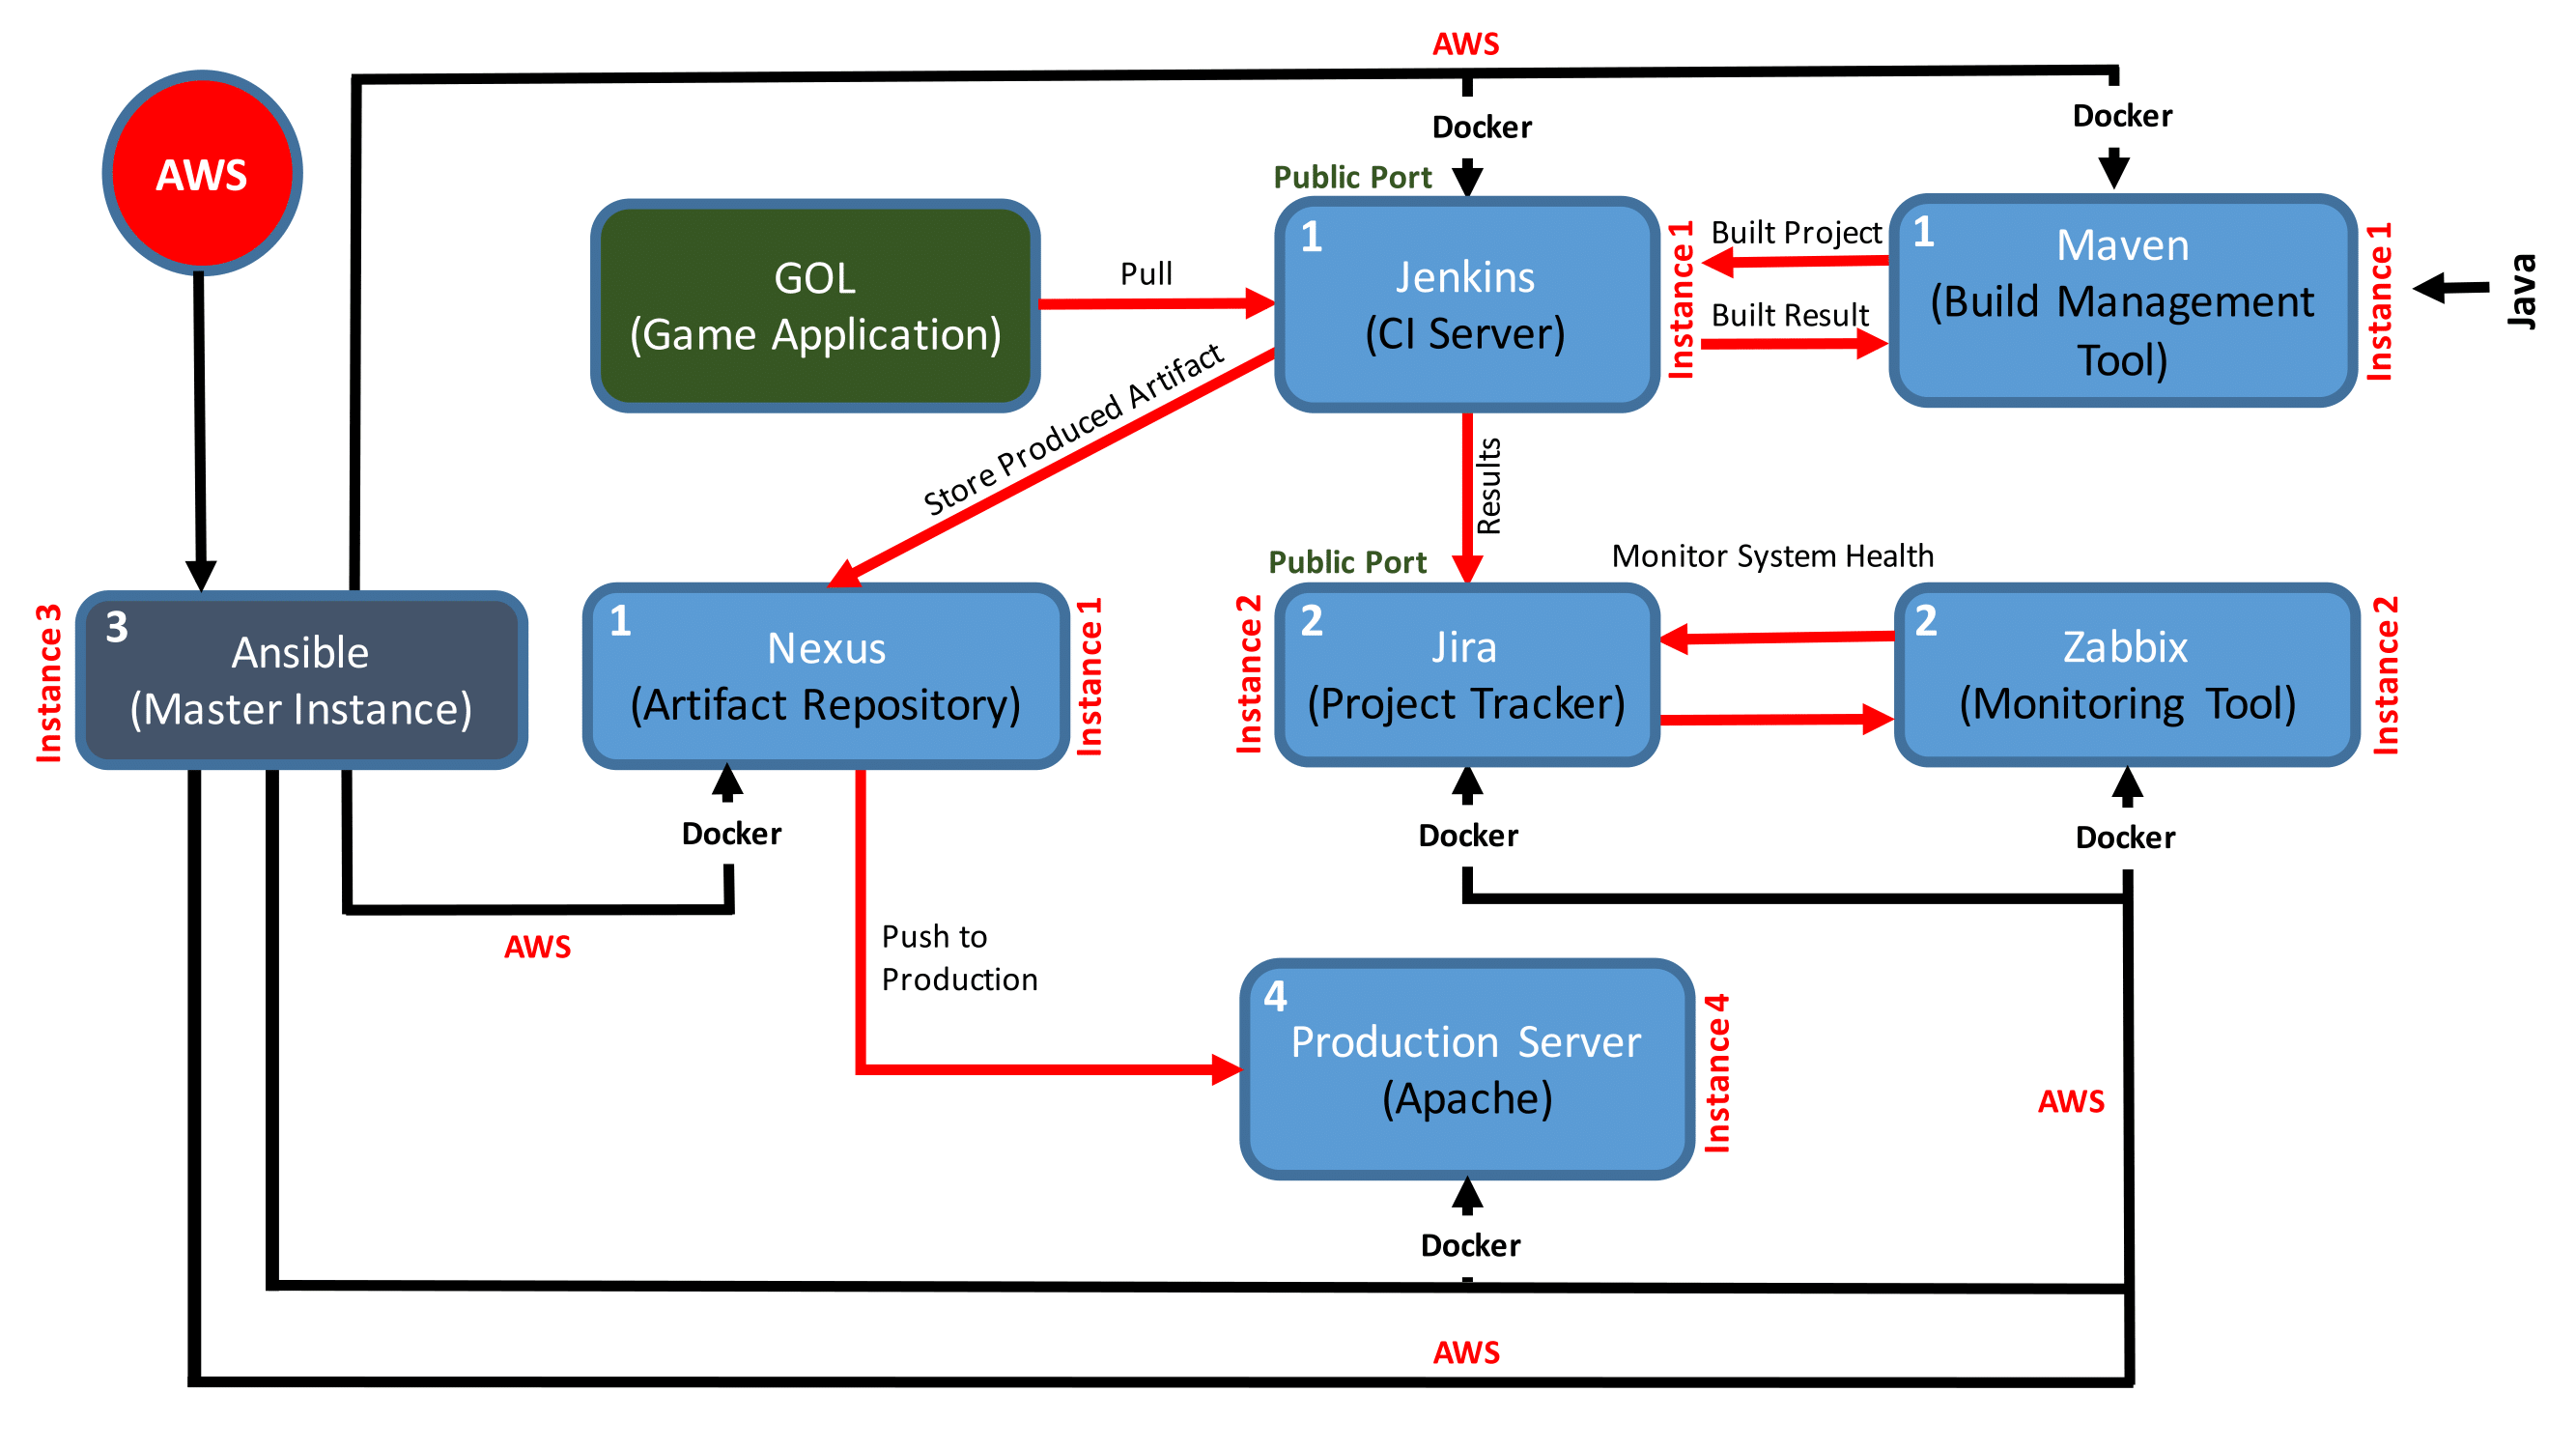 AWS
AWS
Docker
Docker
Public Port
GOL
(Game Application)
Pull
1
Jenkins
(CI Server)
Instance 1
Built Project
Built Result
1
Maven
(Build Management
Tool)
Instance 1
Java
Store Produced Artifact
Results
Public Port
Monitor System Health
Instance 3
3
Ansible
(Master Instance)
1
Nexus
(Artifact Repository)
Instance 1
Instance 2
2
Jira
(Project Tracker)
2
Zabbix
(Monitoring Tool)
Instance 2
Docker
Docker
Docker
AWS
Push to
Production
4
Production Server
(Apache)
Instance 4
AWS
Docker
AWS